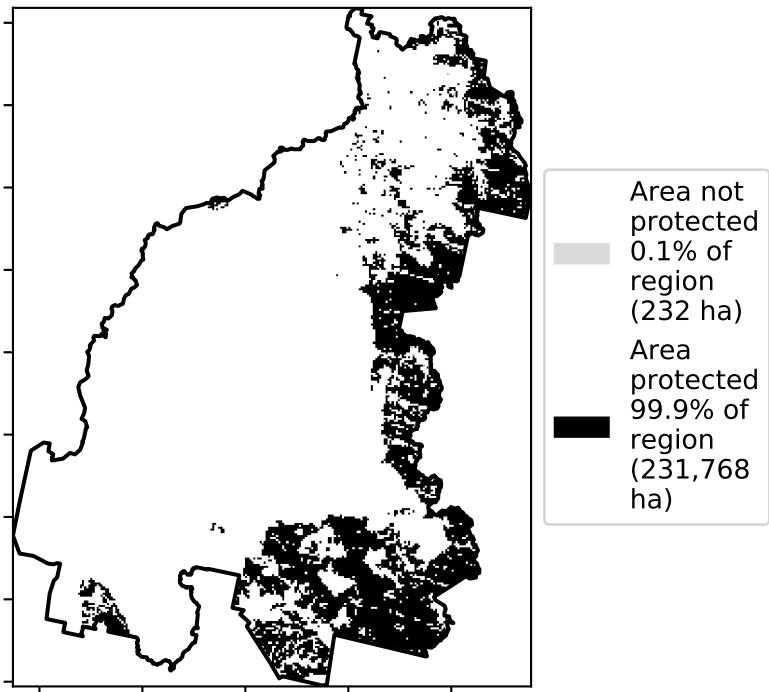 Area not
protected
0.1% of
region
(232 ha)
Area
protected
99.9% of
region
(231,768
ha)